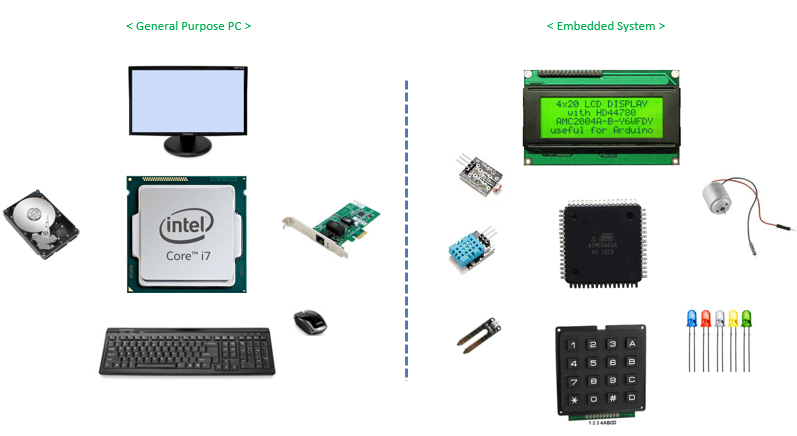 < General Purpose PC >
< Embedded System >
4x20 LCD DISPLAY
with HD44780
AMC2004A-B-Y6WFDY
useful for Arduino
intel
Core™ i7
1 2 3 A
4 5 6 B
7 8 9 C
* 0 # D
1 2 3 4ABCD